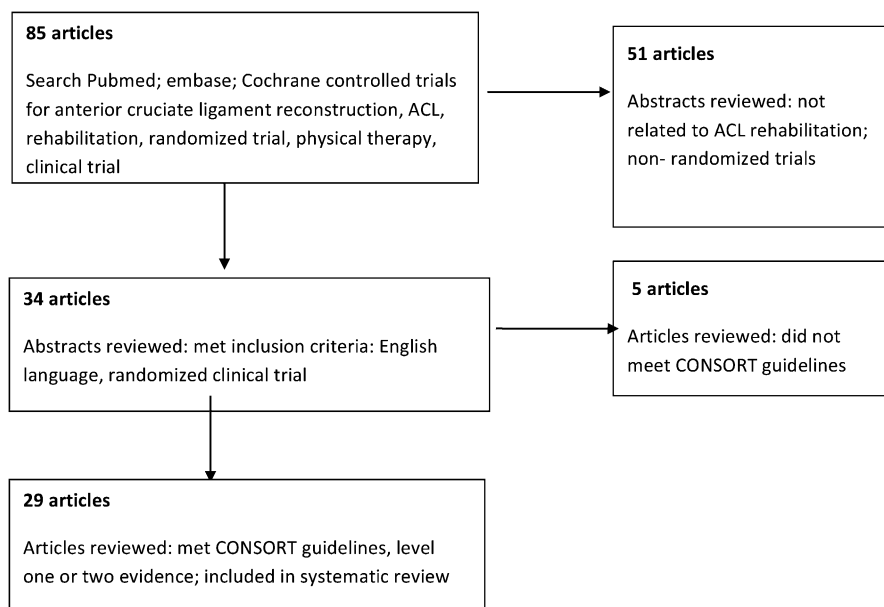 85 articles
Search Pubmed; embase; Cochrane controlled trials
for anterior cruciate ligament reconstruction, ACL,
rehabilitation, randomized trial, physical therapy,
clinical trial
51 articles
Abstracts reviewed: not
related to ACL rehabilitation;
non- randomized trials
34 articles
Abstracts reviewed: met inclusion criteria: English
language, randomized clinical trial
5 articles
Articles reviewed: did not
meet CONSORT guidelines
29 articles
Articles reviewed: met CONSORT guidelines, level
one or two evidence; included in systematic review